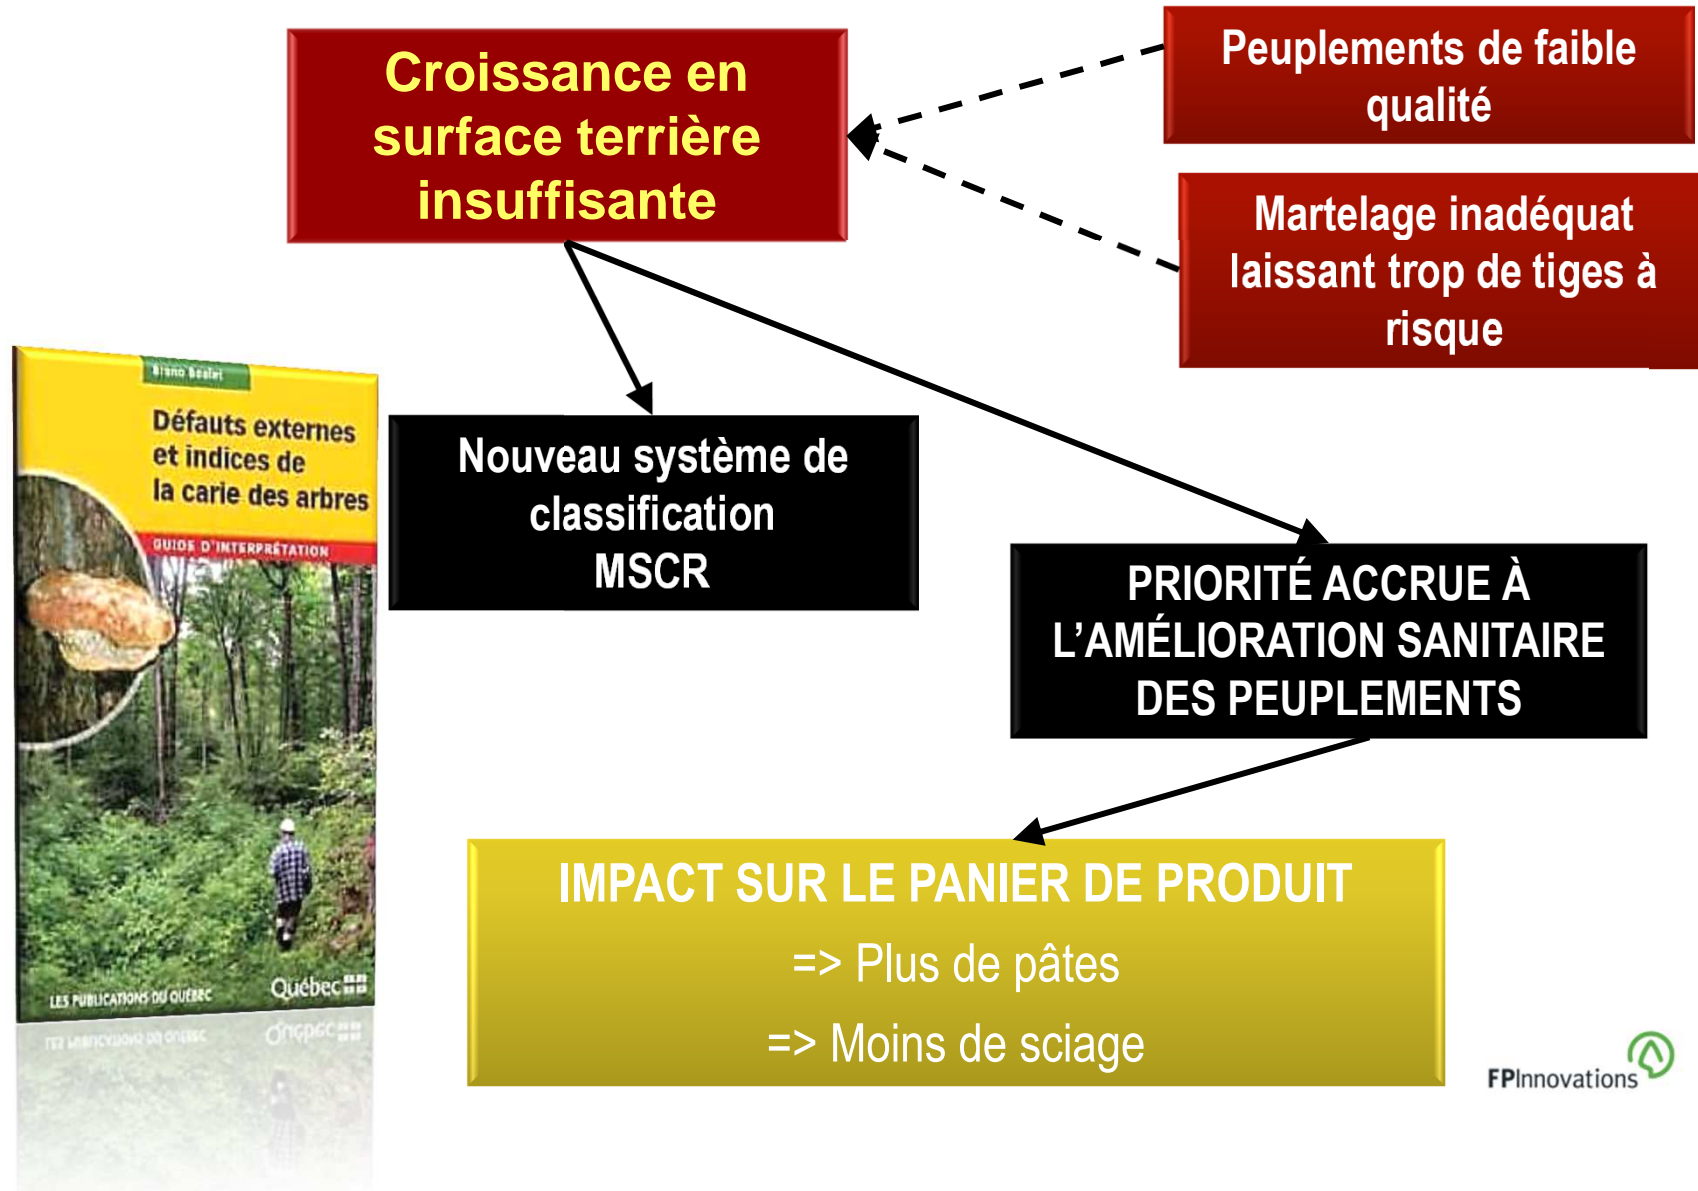 Croissance en
surface terrière
insuffisante
Peuplements de faible
qualité
Martelage inadéquat
laissant trop de tiges à
risque
Bruno Boulet
Défauts externes
et indices de
la carie des arbres
GUIDE D'INTERPRÉTATION
LES PUBLICATIONS DU QUÉBEC
Québec
Nouveau système de
classification
MSCR
PRIORITÉ ACCRUE À
L'AMÉLIORATION SANITAIRE
DES PEUPLEMENTS
IMPACT SUR LE PANIER DE PRODUIT
=> Plus de pâtes
=> Moins de sciage
FPInnovations